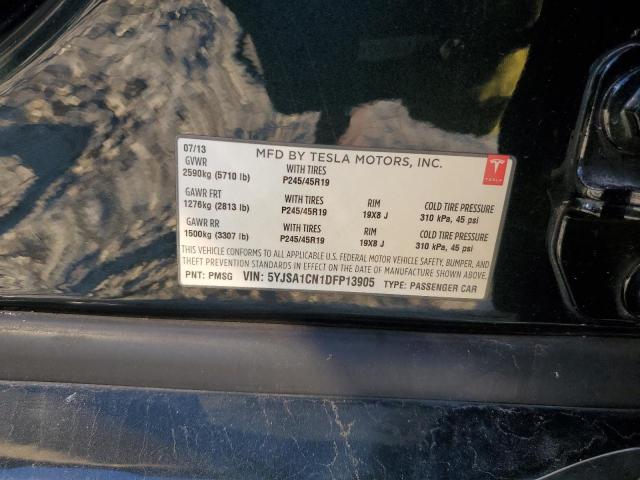 07/13 MFD BY TESLA MOTORS, INC.
GVWR WITH TIRES
2590kg (5710 lb) P245/45R19
TESLA
GAWR FRT WITH TIRES RIM COLD TIRE PRESSURE
1276kg (2813 lb) P245/45R19 19X8 J 310 kPa, 45 psi
GAWR RR WITH TIRES RIM COLD TIRE PRESSURE
1500kg (3307 lb) P245/45R19 19X8 J 310 kPa, 45 psi
THIS VEHICLE CONFORMS TO ALL APPLICABLE U.S. FEDERAL MOTOR VEHICLE SAFETY, BUMPER, AND
THEFT PREVENTION STANDARDS IN EFFECT ON THE DATE OF MANUFACTURE SHOWN ABOVE.
PNT: PMSG VIN: 5YJSA1CN1DFP13905 TYPE: PASSENGER CAR